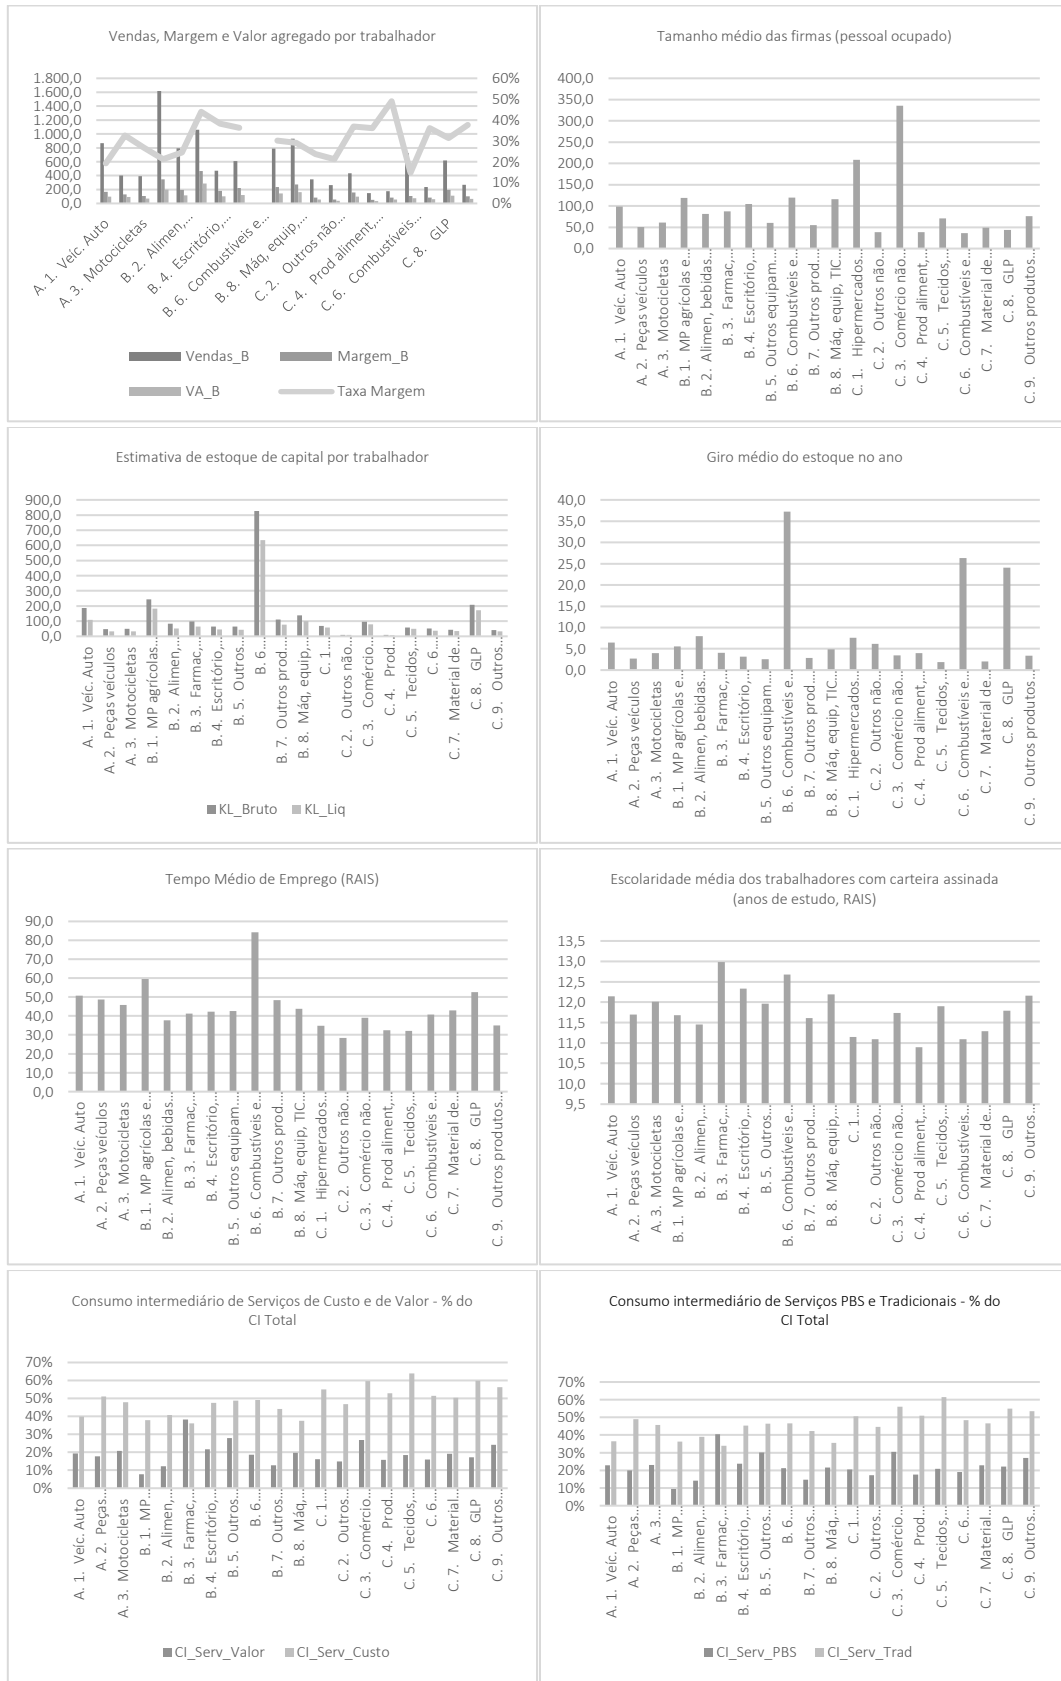 Vendas, Margem e Valor agregado por trabalhador
1.800,0
1.600,0
1.400,0
1.200,0
1.000,0
800,0
600,0
400,0
200,0
0,0
60%
50%
40%
30%
20%
10%
0%
A. 1. Veíc. Auto
A. 3. Motocicletas
B. 2. Alimen,...
B. 4. Escritório,...
B. 6. Combustíveis e...
B. 8. Máq, equip,...
C. 2. Outros não...
C. 4. Prod aliment,...
C. 6. Combustíveis...
C. 8. GLP
Vendas_B
Margem_B
VA_B
Taxa Margem
Tamanho médio das firmas (pessoal ocupado)
400,0
350,0
300,0
250,0
200,0
150,0
100,0
50,0
0,0
A. 1. Veíc. Auto
A. 2. Peças veículos
A. 3. Motocicletas
B. 1. MP agrícolas e...
B. 2. Alimen, bebidas...
B. 3. Farmac,...
B. 4. Escritório,...
B. 5. Outros equipam...
B. 6. Combustíveis e...
B. 7. Outros prod...
B. 8. Máq, equip, TIC...
C. 1. Hipermercados...
C. 2. Outros não...
C. 3. Comércio não...
C. 4. Prod aliment,...
C. 5. Tecidos,...
C. 6. Combustíveis e...
C. 7. Material de...
C. 8. GLP
C. 9. Outros produtos...
Estimativa de estoque de capital por trabalhador
900,0
800,0
700,0
600,0
500,0
400,0
300,0
200,0
100,0
0,0
A. 1. Veíc. Auto
A. 2. Peças veículos
A. 3. Motocicletas
B. 1. MP agrícolas...
B. 2. Alimen,...
B. 3. Farmac,...
B. 4. Escritório,...
B. 5. Outros...
B. 6....
B. 7. Outros prod....
B. 8. Máq, equip,...
C. 1....
C. 2. Outros não...
C. 3. Comércio...
C. 4. Prod...
C. 5. Tecidos,...
C. 6....
C. 7. Material de...
C. 8. GLP
C. 9. Outros...
KL_Bruto
KL_Liq
Giro médio do estoque no ano
40,0
35,0
30,0
25,0
20,0
15,0
10,0
5,0
0,0
A. 1. Veíc. Auto
A. 2. Peças veículos
A. 3. Motocicletas
B. 1. MP agrícolas e...
B. 2. Alimen, bebidas...
B. 3. Farmac,...
B. 4. Escritório,...
B. 5. Outros equipam...
B. 6. Combustíveis e...
B. 7. Outros prod...
B. 8. Máq, equip, TIC...
C. 1. Hipermercados...
C. 2. Outros não...
C. 3. Comércio não...
C. 4. Prod aliment,...
C. 5. Tecidos,...
C. 6. Combustíveis e...
C. 7. Material de...
C. 8. GLP
C. 9. Outros produtos...
Tempo Médio de Emprego (RAIS)
90,0
80,0
70,0
60,0
50,0
40,0
30,0
20,0
10,0
0,0
A. 1. Veíc. Auto
A. 2. Peças veículos
A. 3. Motocicletas
B. 1. MP agrícolas e...
B. 2. Alimen, bebidas...
B. 3. Farmac,...
B. 4. Escritório,...
B. 5. Outros equipam...
B. 6. Combustíveis e...
B. 7. Outros prod...
B. 8. Máq, equip, TIC...
C. 1. Hipermercados...
C. 2. Outros não...
C. 3. Comércio não...
C. 4. Prod aliment,...
C. 5. Tecidos,...
C. 6. Combustíveis e...
C. 7. Material de...
C. 8. GLP
C. 9. Outros produtos...
Escolaridade média dos trabalhadores com carteira assinada
(anos de estudo, RAIS)
13,5
13,0
12,5
12,0
11,5
11,0
10,5
10,0
9,5
A. 1. Veíc. Auto
A. 2. Peças veículos
A. 3. Motocicletas
B. 1. MP agrícolas e...
B. 2. Alimen,...
B. 3. Farmac,...
B. 4. Escritório,...
B. 5. Outros...
B. 6. Combustíveis e...
B. 7. Outros prod...
B. 8. Máq, equip,...
C. 1....
C. 2. Outros não...
C. 3. Comércio não...
C. 4. Prod aliment,...
C. 5. Tecidos,...
C. 6. Combustíveis e...
C. 7. Material de...
C. 8. GLP
C. 9. Outros...
Consumo intermediário de Serviços de Custo e de Valor - % do
CI Total
70%
60%
50%
40%
30%
20%
10%
0%
A. 1. Veíc. Auto
A. 2. Peças...
A. 3. Motocicletas
B. 1. MP...
B. 2. Alimen,...
B. 3. Farmac,...
B. 4. Escritório,...
B. 5. Outros...
B. 6....
B. 7. Outros...
B. 8. Máq,...
C. 1....
C. 2. Outros...
C. 3. Comércio...
C. 4. Prod...
C. 5. Tecidos,...
C. 6....
C. 7. Material...
C. 8. GLP
C. 9. Outros...
CI_Serv_Valor
CI_Serv_Custo
Consumo intermediário de Serviços PBS e Tradicionais - % do
CI Total
70%
60%
50%
40%
30%
20%
10%
0%
A. 1. Veíc. Auto
A. 2. Peças...
A. 3....
B. 1. MP...
B. 2. Alimen,...
B. 3. Farmac,...
B. 4. Escritório,...
B. 5. Outros...
B. 6....
B. 7. Outros...
B. 8. Máq,...
C. 1....
C. 2. Outros...
C. 3. Comércio...
C. 4. Prod...
C. 5. Tecidos,...
C. 6....
C. 7. Material...
C. 8. GLP
C. 9. Outros...
CI_Serv_PBS
CI_Serv_Trad